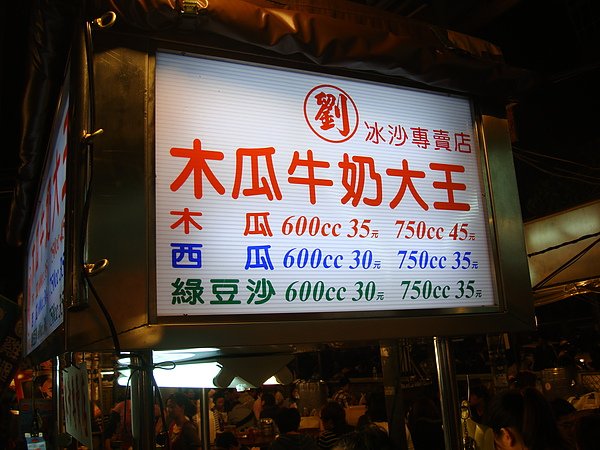 劉 冰沙專賣店
木瓜牛奶大王
木瓜 600cc 35元 750cc 45元
西瓜 600cc 30元 750cc 35元
綠豆沙 600cc 30元 750cc 35元